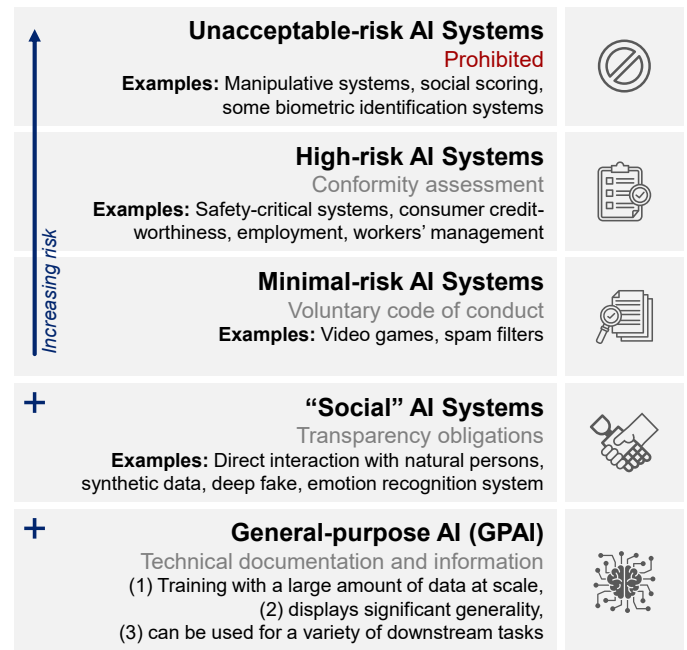 Unacceptable-risk AI Systems
Prohibited
Examples: Manipulative systems, social scoring,
some biometric identification systems
High-risk AI Systems
Conformity assessment
Examples: Safety-critical systems, consumer credit-
worthiness, employment, workers’ management
Increasing risk
Minimal-risk AI Systems
Voluntary code of conduct
Examples: Video games, spam filters
+
“Social” AI Systems
Transparency obligations
Examples: Direct interaction with natural persons,
synthetic data, deep fake, emotion recognition system
+
General-purpose AI (GPAI)
Technical documentation and information
(1) Training with a large amount of data at scale,
(2) displays significant generality,
(3) can be used for a variety of downstream tasks